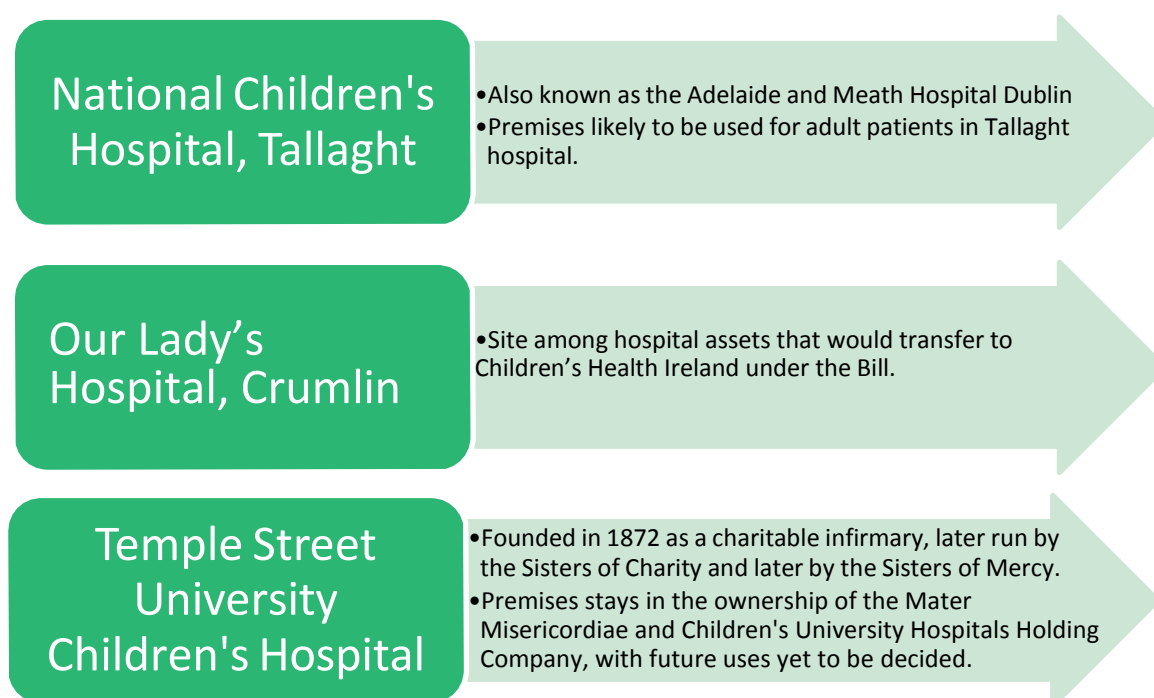 National Children's
Hospital, Tallaght
•Also known as the Adelaide and Meath Hospital Dublin
•Premises likely to be used for adult patients in Tallaght
hospital.
Our Lady’s
Hospital, Crumlin
•Site among hospital assets that would transfer to
Children’s Health Ireland under the Bill.
Temple Street
University
Children's Hospital
•Founded in 1872 as a charitable infirmary, later run by
the Sisters of Charity and later by the Sisters of Mercy.
•Premises stays in the ownership of the Mater
Misericordiae and Children's University Hospitals Holding
Company, with future uses yet to be decided.